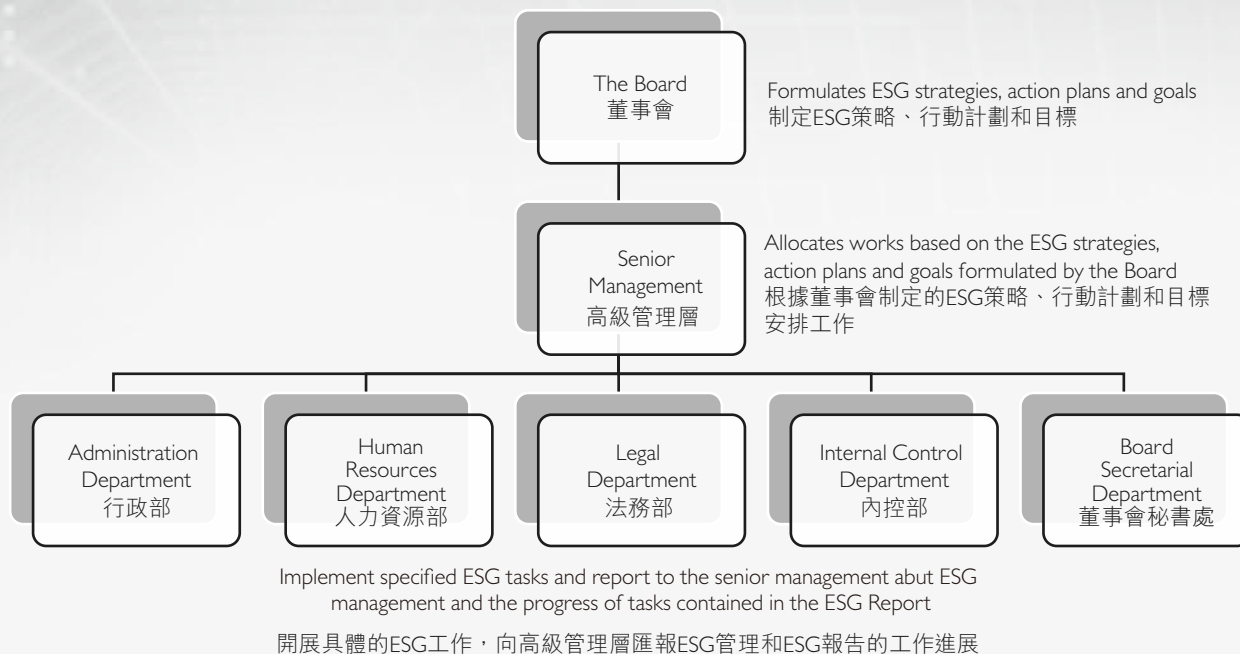 The Board
董事會
Formulates ESG strategies, action plans and goals
制定ESG策略、行動計劃和目標
Senior
Management
高級管理層
Allocates works based on the ESG strategies,
action plans and goals formulated by the Board
根據董事會制定的ESG策略、行動計劃和目標
安排工作
Administration
Department
行政部
Human
Resources
Department
人力資源部
Legal
Department
法務部
Internal Control
Department
內控部
Board
Secretarial
Department
董事會秘書處
Implement specified ESG tasks and report to the senior management abut ESG
management and the progress of tasks contained in the ESG Report
開展具體的ESG工作，向高級管理層匯報ESG管理和ESG報告的工作進展